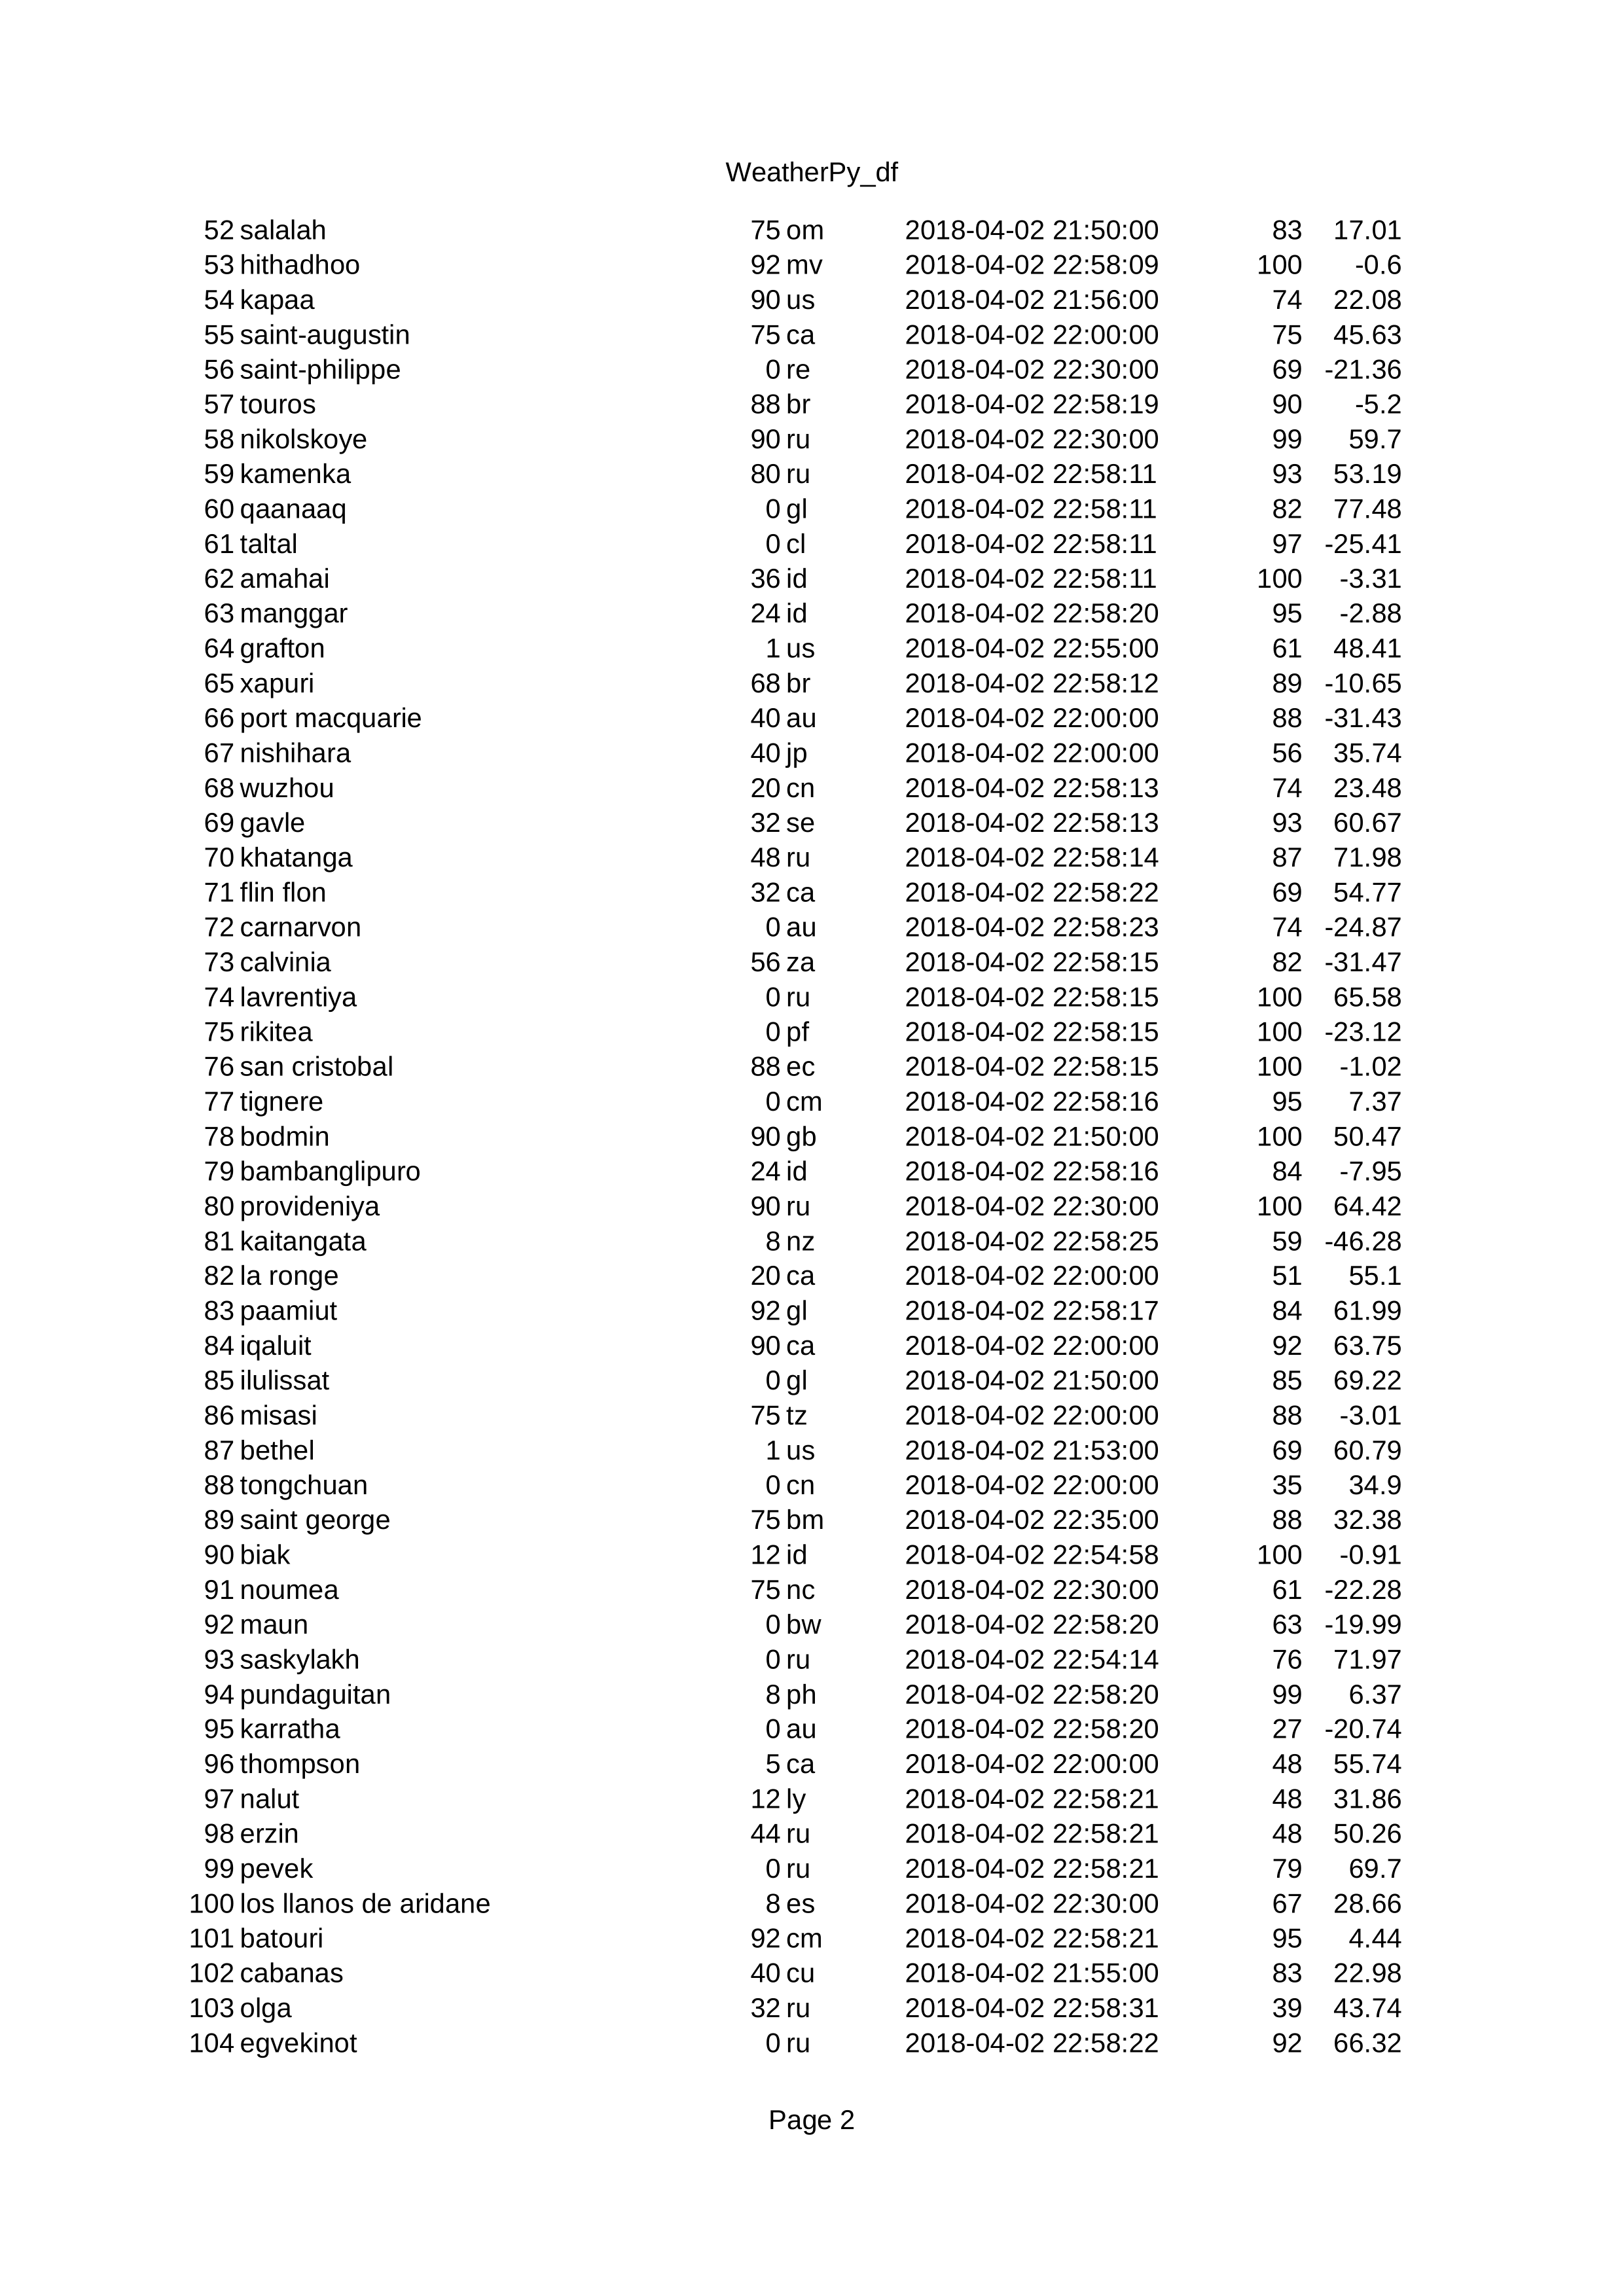 WeatherPy_df
52 salalah 75 om 2018-04-02 21:50:00 83 17.01
53 hithadhoo 92 mv 2018-04-02 22:58:09 100 -0.6
54 kapaa 90 us 2018-04-02 21:56:00 74 22.08
55 saint-augustin 75 ca 2018-04-02 22:00:00 75 45.63
56 saint-philippe 0 re 2018-04-02 22:30:00 69 -21.36
57 touros 88 br 2018-04-02 22:58:19 90 -5.2
58 nikolskoye 90 ru 2018-04-02 22:30:00 99 59.7
59 kamenka 80 ru 2018-04-02 22:58:11 93 53.19
60 qaanaaq 0 gl 2018-04-02 22:58:11 82 77.48
61 taltal 0 cl 2018-04-02 22:58:11 97 -25.41
62 amahai 36 id 2018-04-02 22:58:11 100 -3.31
63 manggar 24 id 2018-04-02 22:58:20 95 -2.88
64 grafton 1 us 2018-04-02 22:55:00 61 48.41
65 xapuri 68 br 2018-04-02 22:58:12 89 -10.65
66 port macquarie 40 au 2018-04-02 22:00:00 88 -31.43
67 nishihara 40 jp 2018-04-02 22:00:00 56 35.74
68 wuzhou 20 cn 2018-04-02 22:58:13 74 23.48
69 gavle 32 se 2018-04-02 22:58:13 93 60.67
70 khatanga 48 ru 2018-04-02 22:58:14 87 71.98
71 flin flon 32 ca 2018-04-02 22:58:22 69 54.77
72 carnarvon 0 au 2018-04-02 22:58:23 74 -24.87
73 calvinia 56 za 2018-04-02 22:58:15 82 -31.47
74 lavrentiya 0 ru 2018-04-02 22:58:15 100 65.58
75 rikitea 0 pf 2018-04-02 22:58:15 100 -23.12
76 san cristobal 88 ec 2018-04-02 22:58:15 100 -1.02
77 tignere 0 cm 2018-04-02 22:58:16 95 7.37
78 bodmin 90 gb 2018-04-02 21:50:00 100 50.47
79 bambanglipuro 24 id 2018-04-02 22:58:16 84 -7.95
80 provideniya 90 ru 2018-04-02 22:30:00 100 64.42
81 kaitangata 8 nz 2018-04-02 22:58:25 59 -46.28
82 la ronge 20 ca 2018-04-02 22:00:00 51 55.1
83 paamiut 92 gl 2018-04-02 22:58:17 84 61.99
84 iqaluit 90 ca 2018-04-02 22:00:00 92 63.75
85 ilulissat 0 gl 2018-04-02 21:50:00 85 69.22
86 misasi 75 tz 2018-04-02 22:00:00 88 -3.01
87 bethel 1 us 2018-04-02 21:53:00 69 60.79
88 tongchuan 0 cn 2018-04-02 22:00:00 35 34.9
89 saint george 75 bm 2018-04-02 22:35:00 88 32.38
90 biak 12 id 2018-04-02 22:54:58 100 -0.91
91 noumea 75 nc 2018-04-02 22:30:00 61 -22.28
92 maun 0 bw 2018-04-02 22:58:20 63 -19.99
93 saskylakh 0 ru 2018-04-02 22:54:14 76 71.97
94 pundaguitan 8 ph 2018-04-02 22:58:20 99 6.37
95 karratha 0 au 2018-04-02 22:58:20 27 -20.74
96 thompson 5 ca 2018-04-02 22:00:00 48 55.74
97 nalut 12 ly 2018-04-02 22:58:21 48 31.86
98 erzin 44 ru 2018-04-02 22:58:21 48 50.26
99 pevek 0 ru 2018-04-02 22:58:21 79 69.7
100 los llanos de aridane 8 es 2018-04-02 22:30:00 67 28.66
101 batouri 92 cm 2018-04-02 22:58:21 95 4.44
102 cabanas 40 cu 2018-04-02 21:55:00 83 22.98
103 olga 32 ru 2018-04-02 22:58:31 39 43.74
104 egvekinot 0 ru 2018-04-02 22:58:22 92 66.32
Page 2